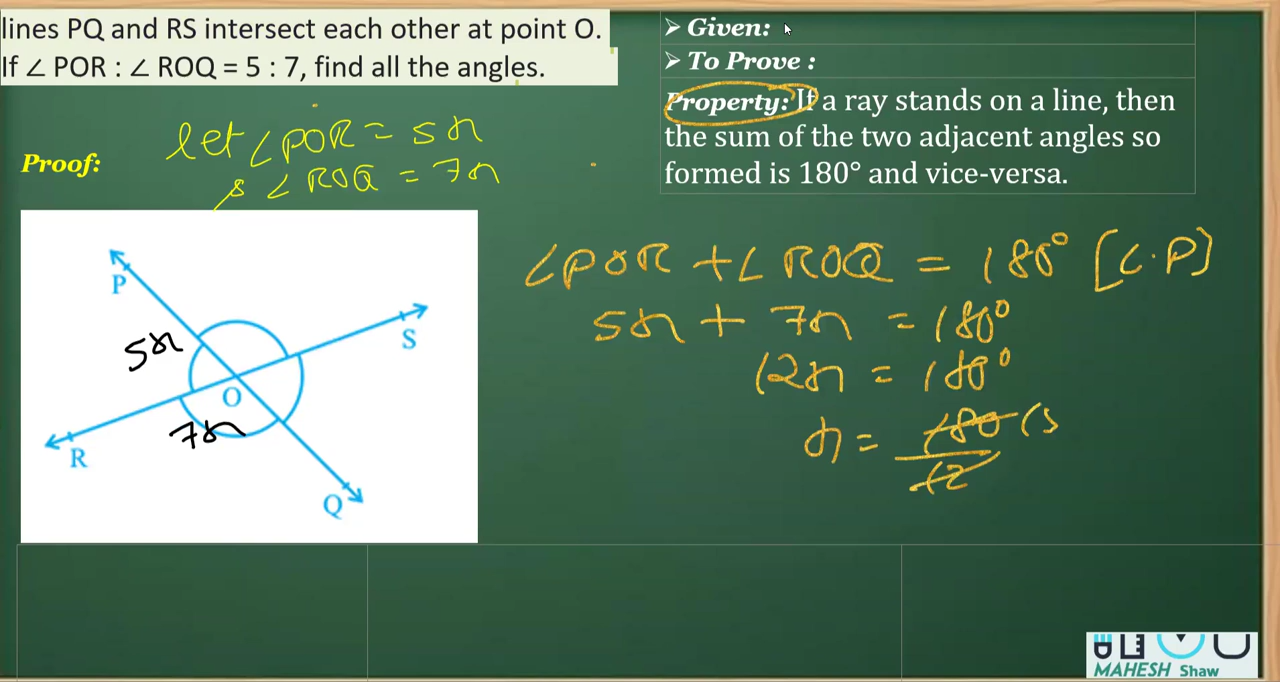 lines PQ and RS intersect each other at point O.
If ∠ POR : ∠ ROQ = 5 : 7, find all the angles.
➢ Given:
➢ To Prove :
Property: If a ray stands on a line, then
the sum of the two adjacent angles so
formed is 180° and vice-versa.
Proof:
let ∠POR = 5x
& ∠ROQ = 7x
∠POR + ∠ROQ = 180° [L.P]
5x + 7x = 180°
12x = 180°
x = 180/12 15
P
S
O
R
Q
5x
7x
MAHESH Shaw